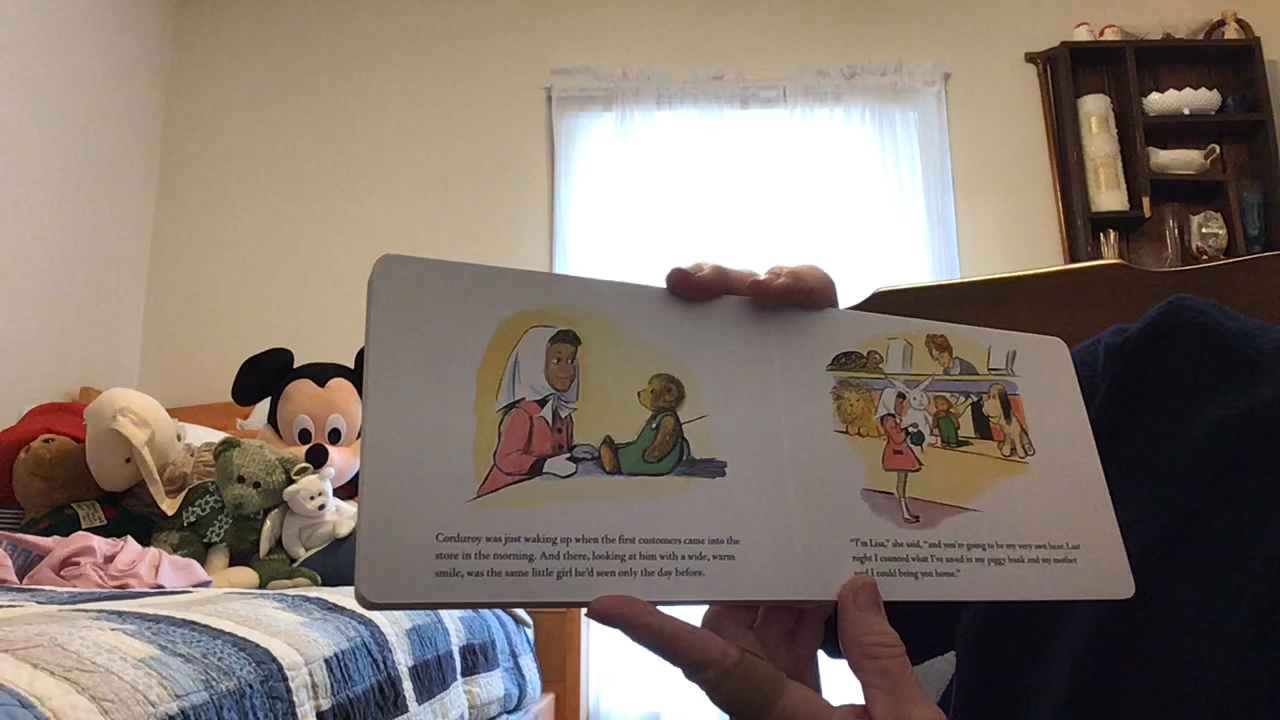 Corduroy was just waking up when the first customers came into the
store in the morning. And there, looking at him with a wide, warm
smile, was the same little girl he'd seen only the day before.
"I'm Lisa," she said, "and you're going to be my very own bear. Last
night I counted what I've saved in my piggy bank and my mother
said I could bring you home."